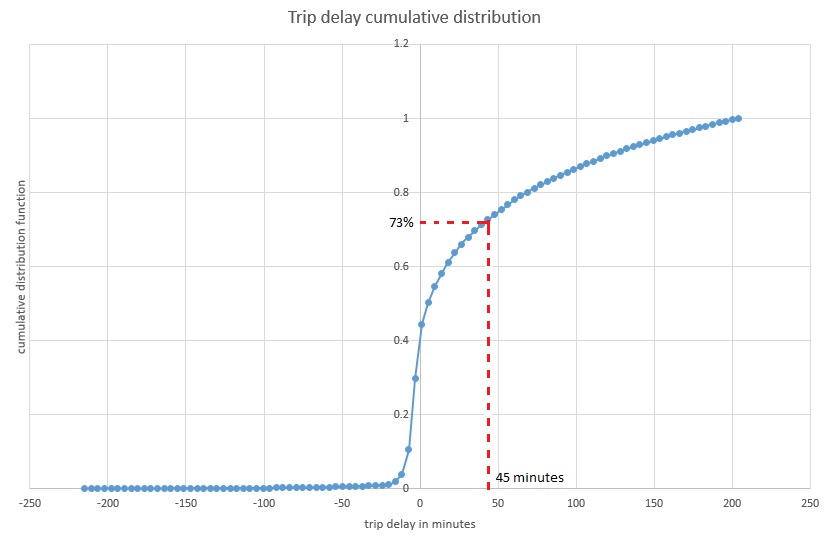 Trip delay cumulative distribution
1.2
1
0.8
73%
0.6
0.4
0.2
45 minutes
0
-250 -200 -150 -100 -50 0 50 100 150 200 250
trip delay in minutes
cumulative distribution function